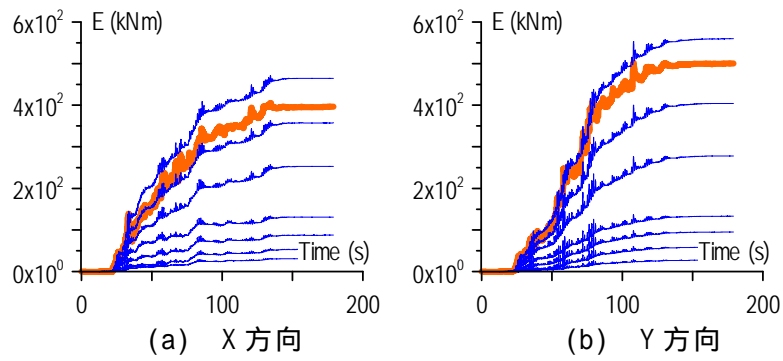 6x10² E (kNm)
4x10²
2x10²
0x10⁰
Time (s)
0 100 200
(a) X 方向
6x10² E (kNm)
4x10²
2x10²
0x10⁰
Time (s)
0 100 200
(b) Y 方向